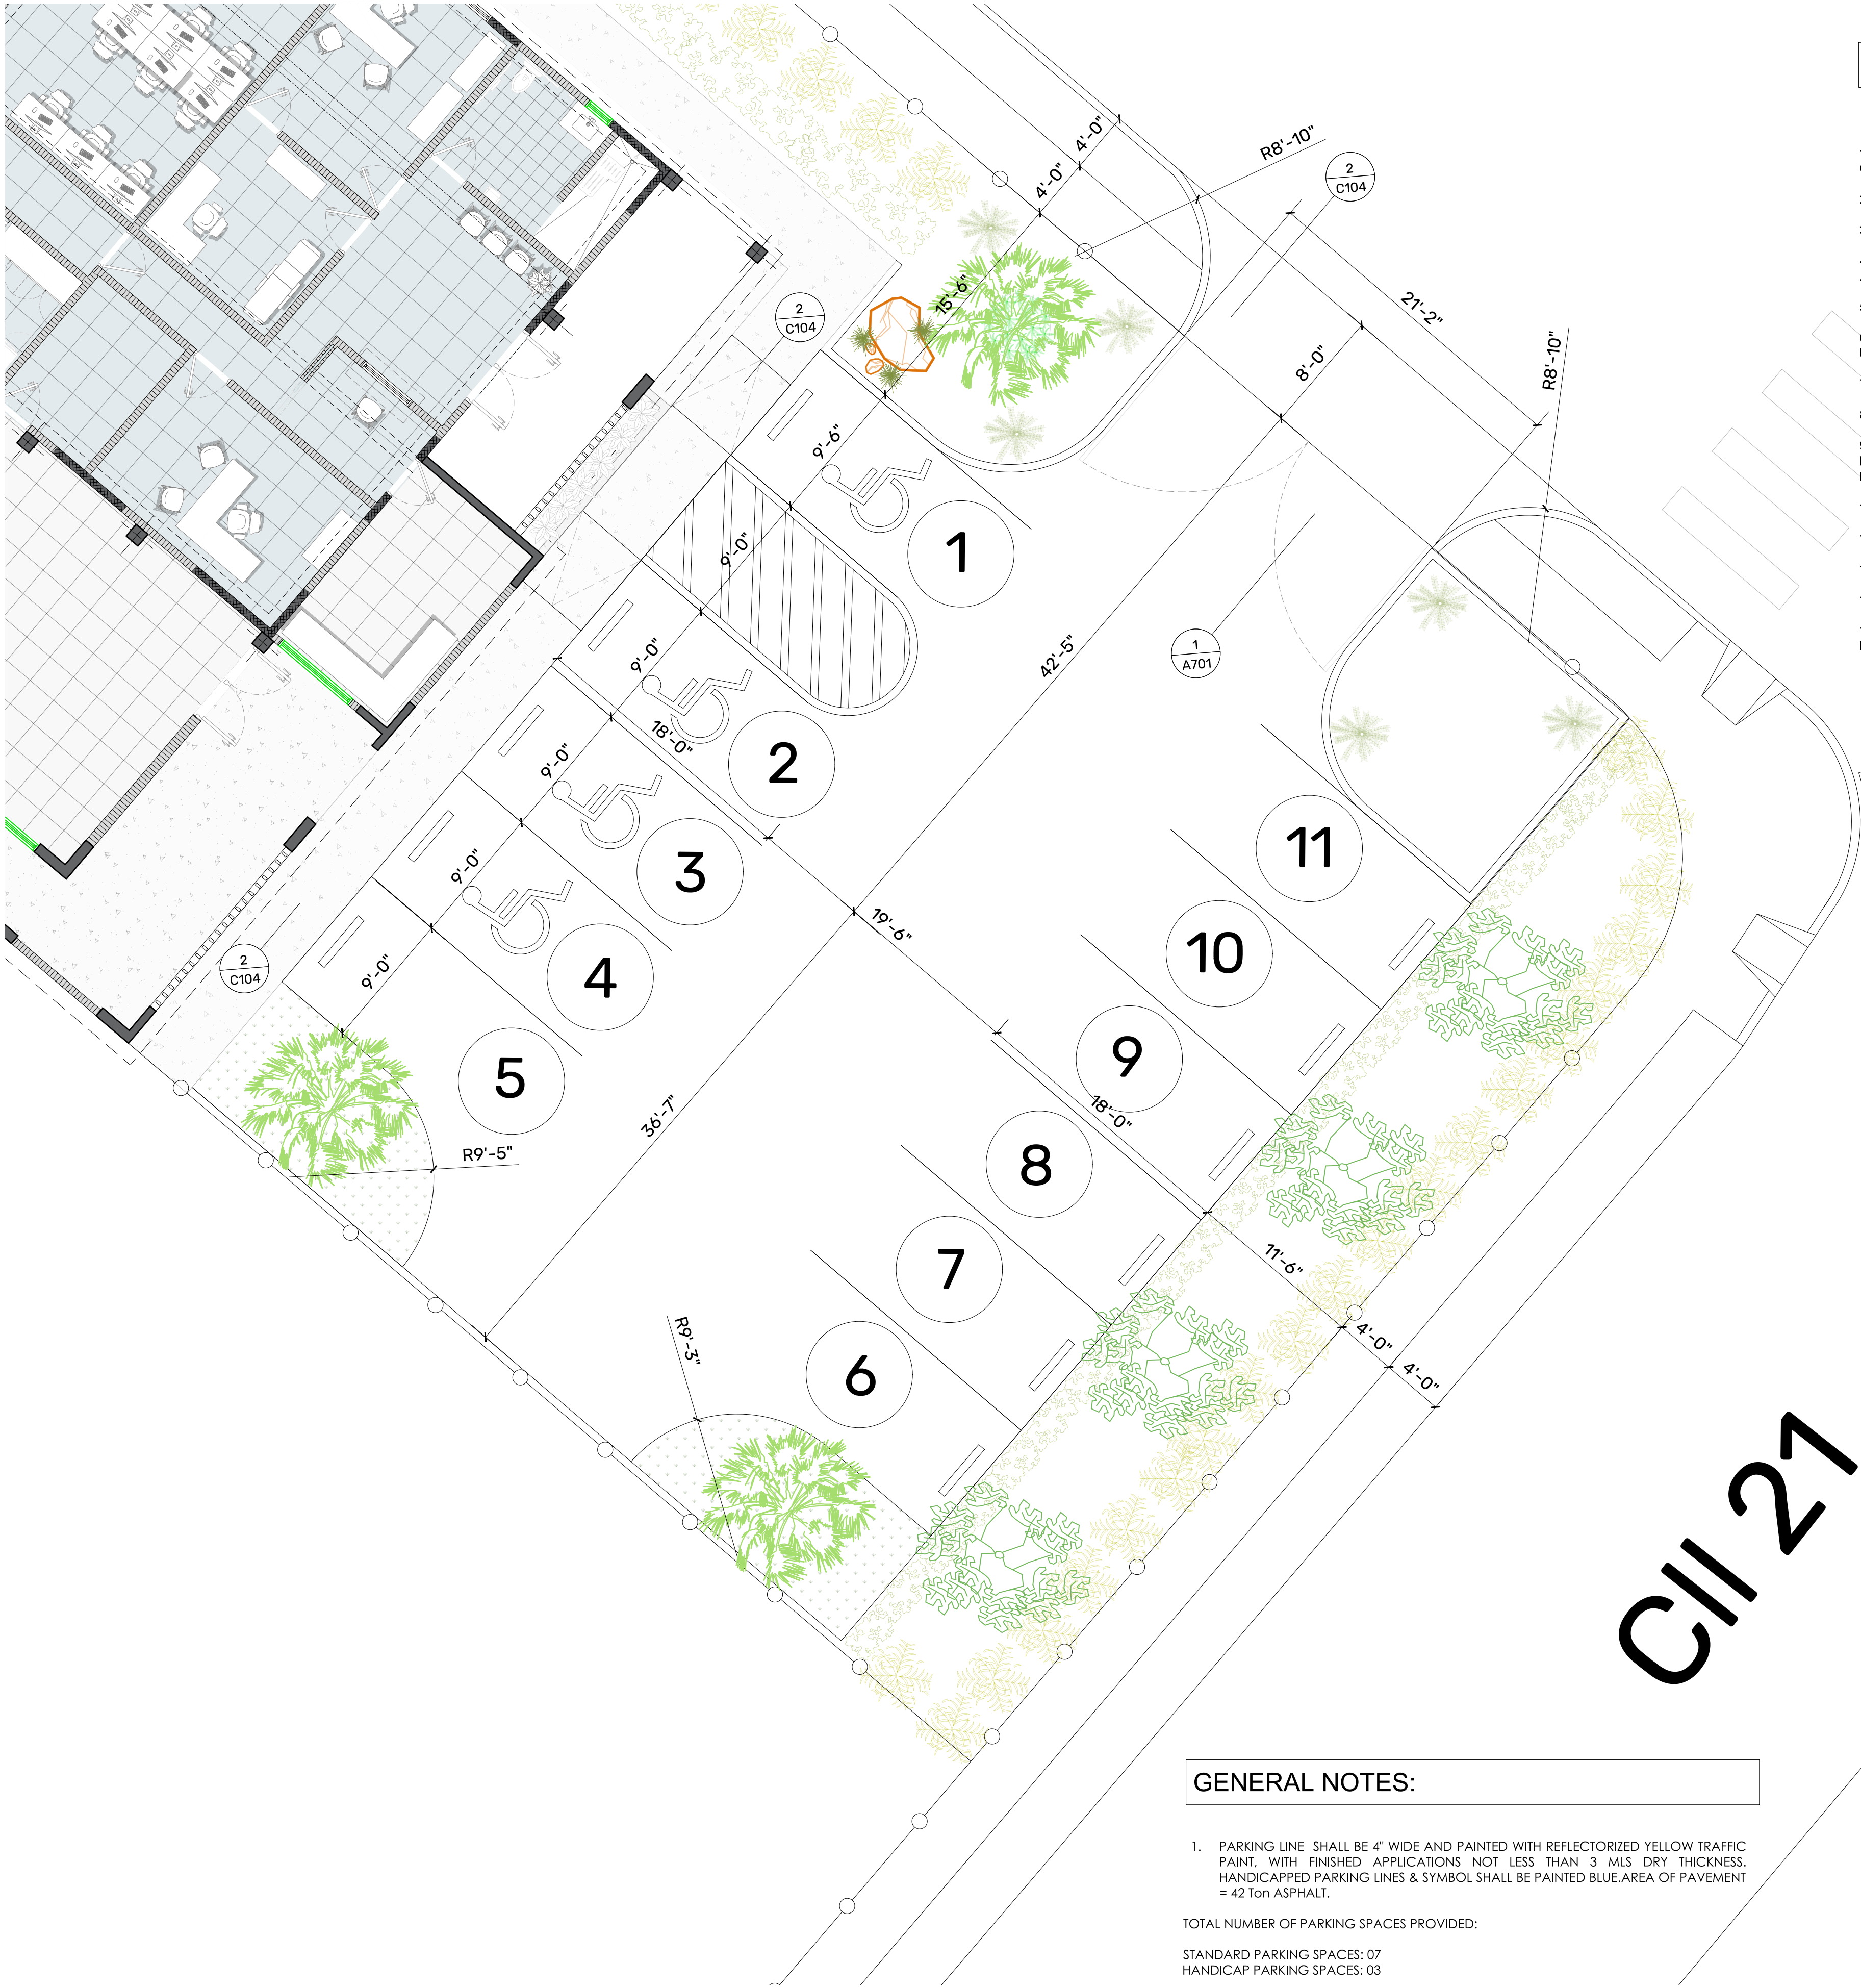 4'-0"
4'-0"
R8'-10"
2
C104
15'-6"
2
C104
21'-2"
8'-0"
R8'-10"
9'-6"
1
9'-0"
42'-5"
1
A701
9'-0"
18'-0"
2
9'-0"
3
9'-0"
4
9'-0"
5
2
C104
19'-6"
11
10
9
18'-0"
8
7
6
36'-7"
R9'-5"
R9'-3"
11'-6"
4'-0"
4'-0"
Cll 21
GENERAL NOTES:
1. PARKING LINE SHALL BE 4" WIDE AND PAINTED WITH REFLECTORIZED YELLOW TRAFFIC
PAINT, WITH FINISHED APPLICATIONS NOT LESS THAN 3 MLS DRY THICKNESS.
HANDICAPPED PARKING LINES & SYMBOL SHALL BE PAINTED BLUE.AREA OF PAVEMENT
= 42 Ton ASPHALT.
TOTAL NUMBER OF PARKING SPACES PROVIDED:
STANDARD PARKING SPACES: 07
HANDICAP PARKING SPACES: 03